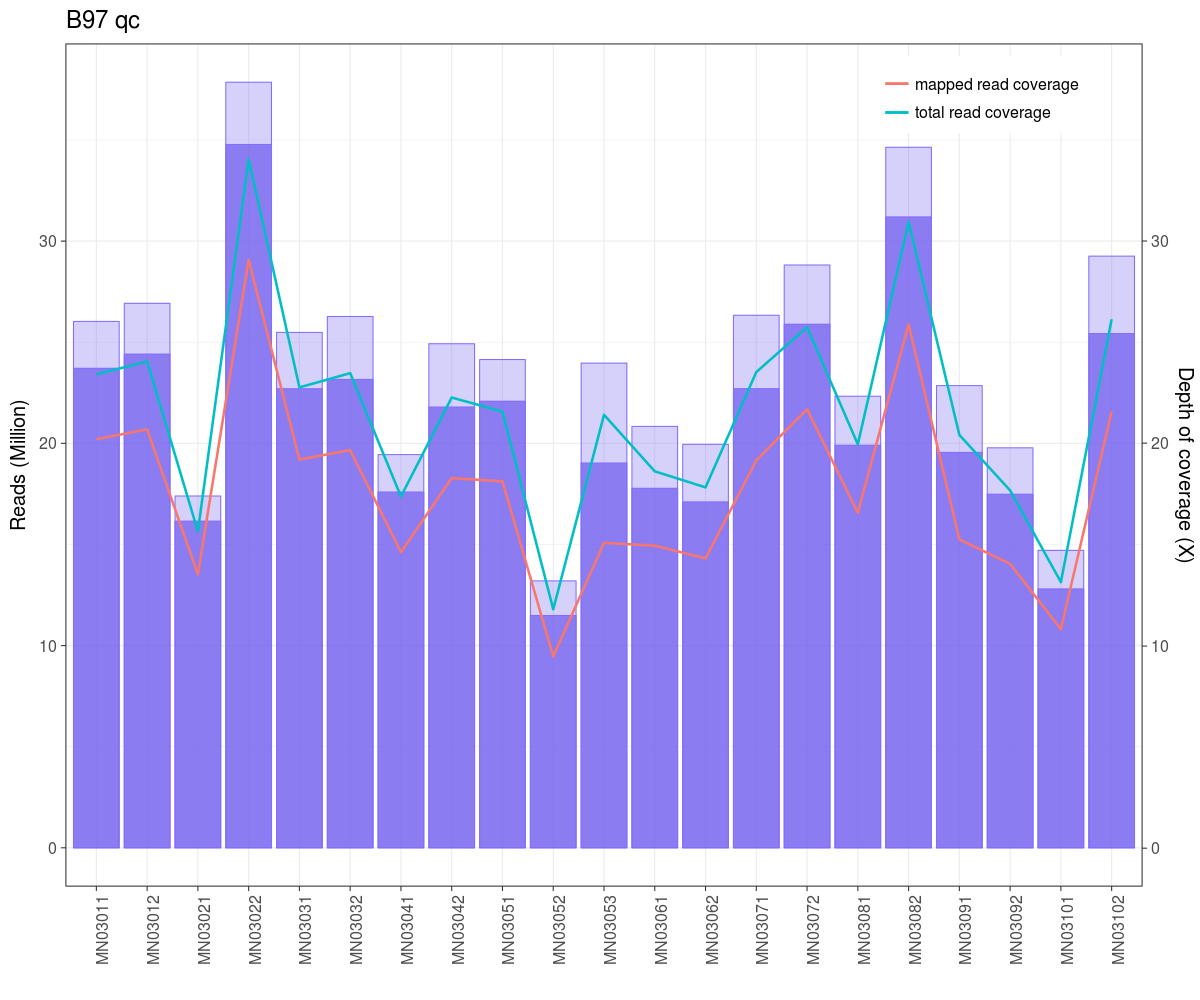 B97 qc
mapped read coverage
total read coverage
Reads (Million)
30
20
10
0
30
20
10
0
Depth of coverage (X)
MN03011
MN03012
MN03021
MN03022
MN03031
MN03032
MN03041
MN03042
MN03051
MN03052
MN03053
MN03061
MN03062
MN03071
MN03072
MN03081
MN03082
MN03091
MN03092
MN03101
MN03102